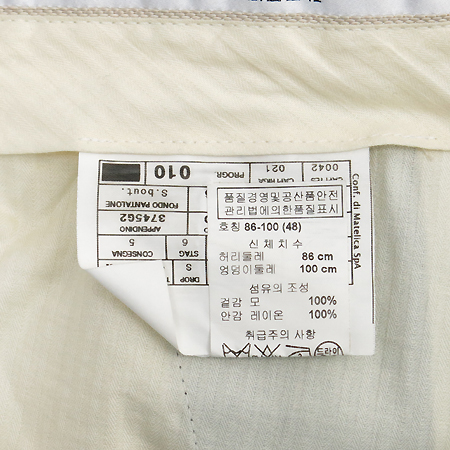 품질경영및공산품안전
관리법에의한품질표시
호칭 86-100 (48)
신체치수
허리둘레 86 cm
엉덩이둘레 100 cm
섬유의 조성
겉감 모 100%
안감 레이온 100%
취급주의 사항
Conf. di Matelica SpA
0042
021
PROGR.
010
S. bout.
FONDO PANTALONE
3745G2
APPENDINO
6
STAG
5
CONSEGNA
DROP